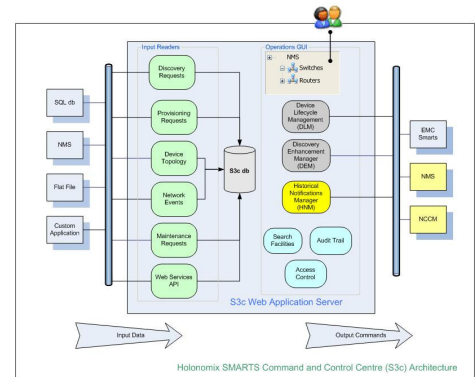 Input Readers
Operations GUI
Discovery
Requests
NMS
Switches
Routers
SQL db
Provisioning
Requests
Device
Lifecycle
Management
(DLM)
EMC
Smarts
NMS
Device
Topology
S3c db
Discovery
Enhancement
Manager
(DEM)
NMS
Flat File
Network
Events
Historical
Notifications
Manager
(HNM)
NCCM
Custom
Application
Maintenance
Requests
Search
Facilities
Audit Trail
Web Services
API
Access
Control
S3c Web Application Server
Input Data
Output Commands
Holonomix SMARTS Command and Control Centre (S3c) Architecture